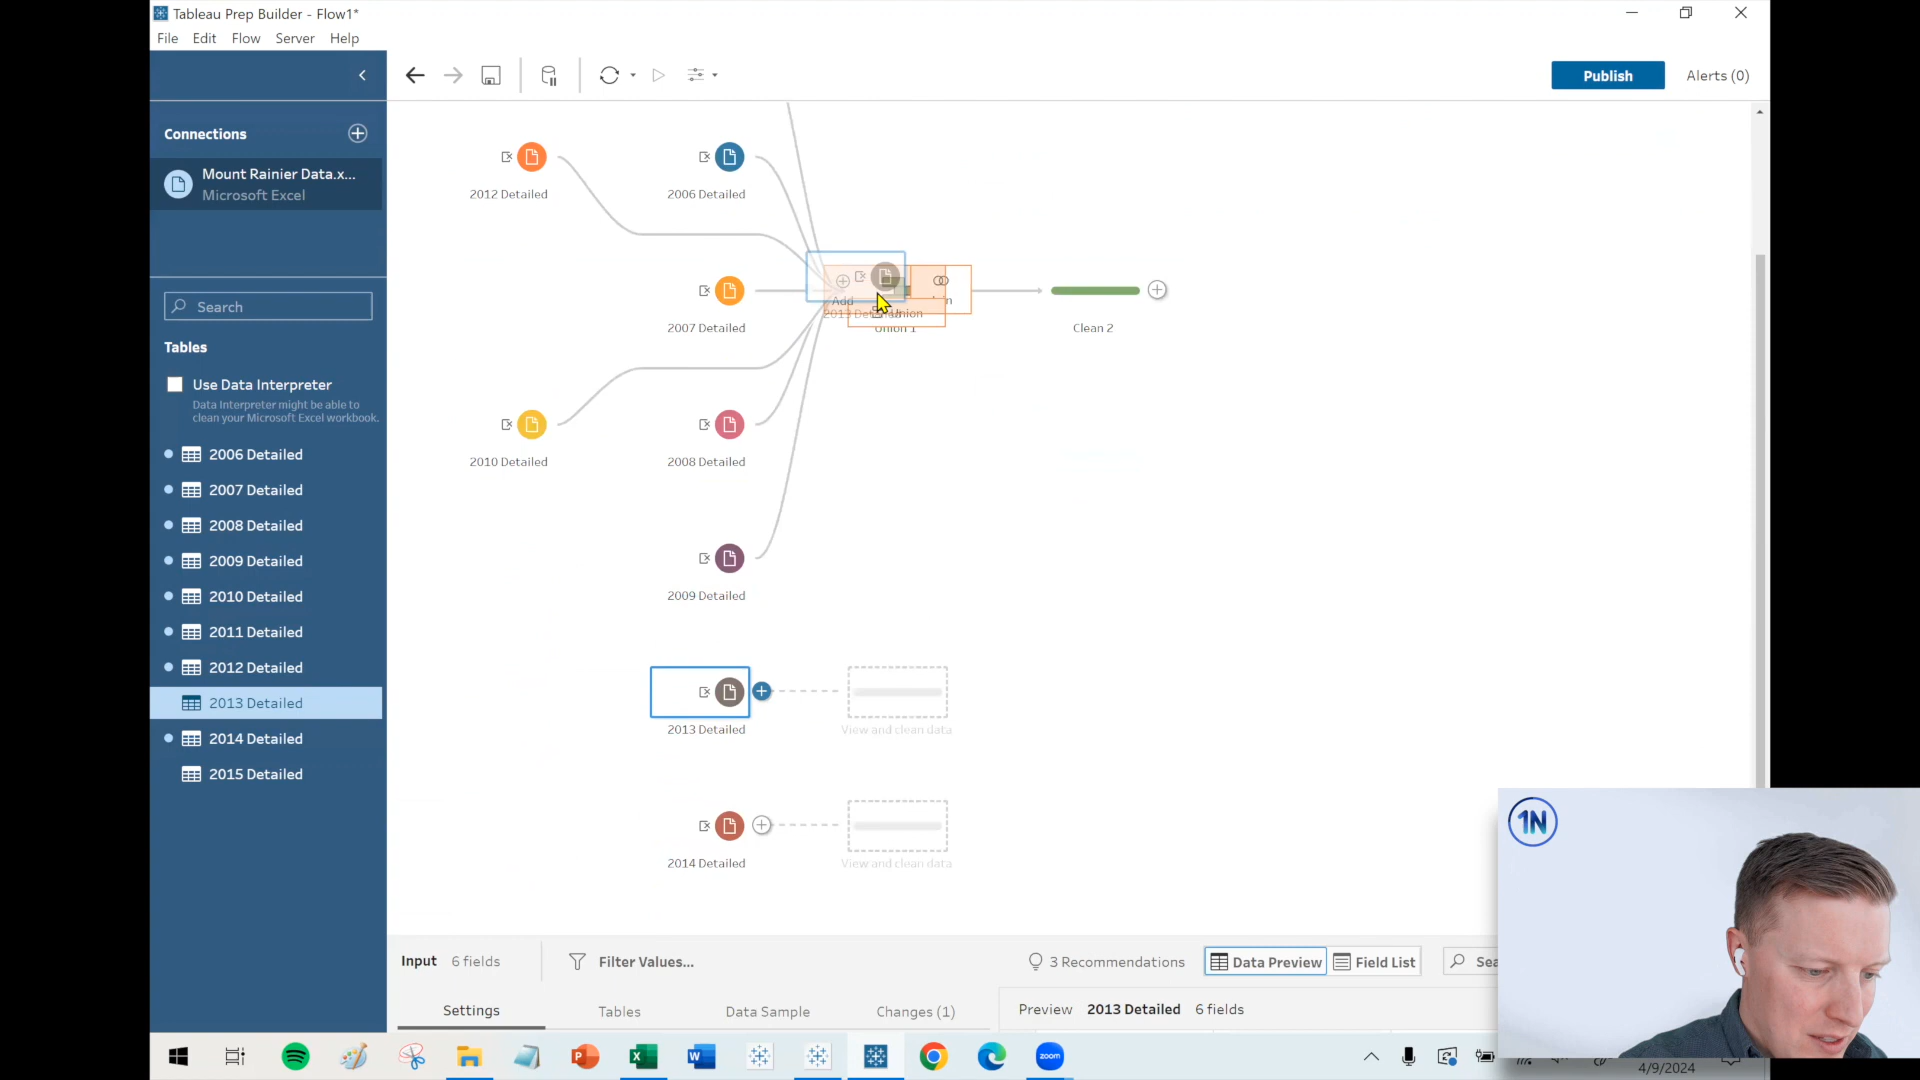 Tableau Prep Builder - Flow1*
File Edit Flow Server Help
Publish
Alerts (0)
Connections
Mount Rainier Data.x...
Microsoft Excel
Search
Tables
Use Data Interpreter
Data Interpreter might be able to
clean your Microsoft Excel workbook.
2006 Detailed
2007 Detailed
2008 Detailed
2009 Detailed
2010 Detailed
2011 Detailed
2012 Detailed
2013 Detailed
2014 Detailed
2015 Detailed
2012 Detailed
2006 Detailed
Add
Union
Union 1
Clean 2
2007 Detailed
2010 Detailed
2008 Detailed
2009 Detailed
2013 Detailed
View and clean data
2014 Detailed
View and clean data
1N
Input 6 fields
Filter Values...
3 Recommendations
Data Preview
Field List
Settings
Tables
Data Sample
Changes (1)
Preview 2013 Detailed 6 fields
zoom
4/9/2024